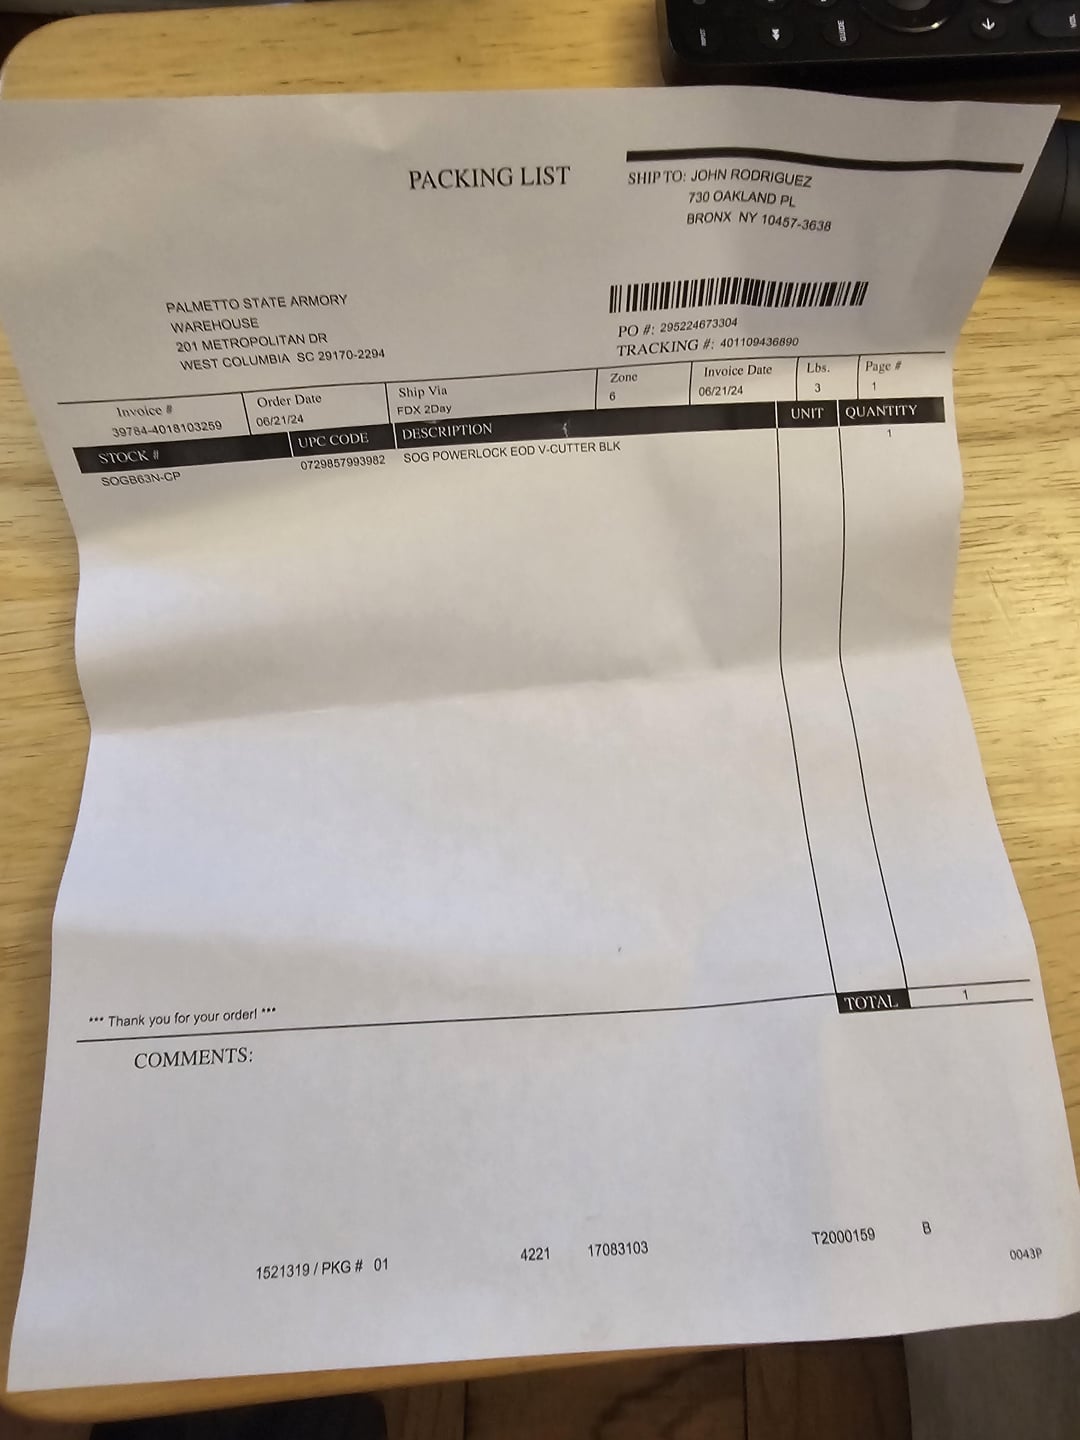 PACKING LIST
SHIP TO: JOHN RODRIGUEZ
730 OAKLAND PL
BRONX NY 10457-3638
PALMETTO STATE ARMORY
WAREHOUSE
201 METROPOLITAN DR
WEST COLUMBIA SC 29170-2294
PO #: 295224673304
TRACKING #: 401109436690
Invoice # Order Date Ship Via Zone Invoice Date Lbs. Page #
39784-4018103259 06/21/24 FDX 2Day 6 06/21/24 3 1
STOCK # UPC CODE DESCRIPTION UNIT QUANTITY
SOGB63N-CP 0729857993982 SOG POWERLOCK EOD V-CUTTER BLK 1
*** Thank you for your order! ***
TOTAL 1
COMMENTS:
1521319 / PKG # 01 4221 17083103 T2000159 B
0043P
GUIDE